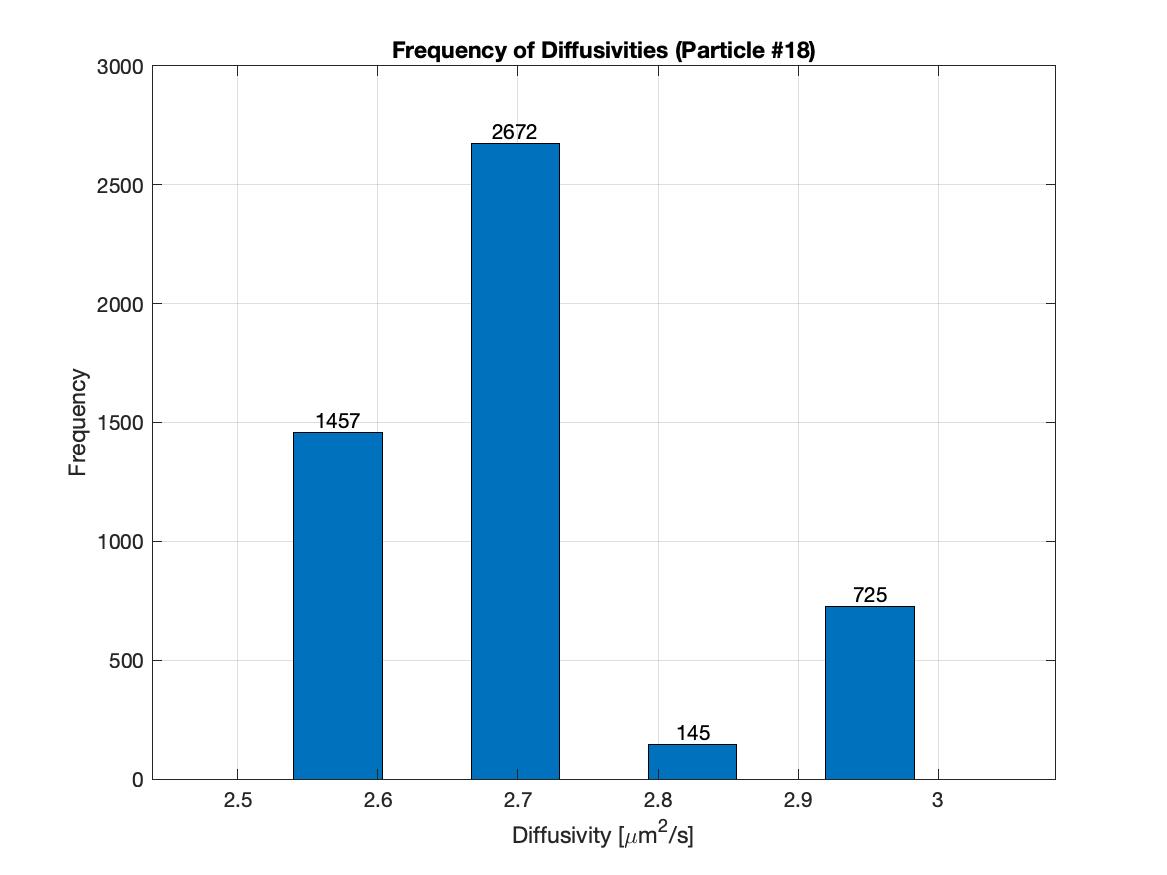 Frequency of Diffusivities (Particle #18)
3000
2500
2000
1500
1000
500
0
Frequency
1457
2672
145
725
2.5 2.6 2.7 2.8 2.9 3
Diffusivity [μm²/s]